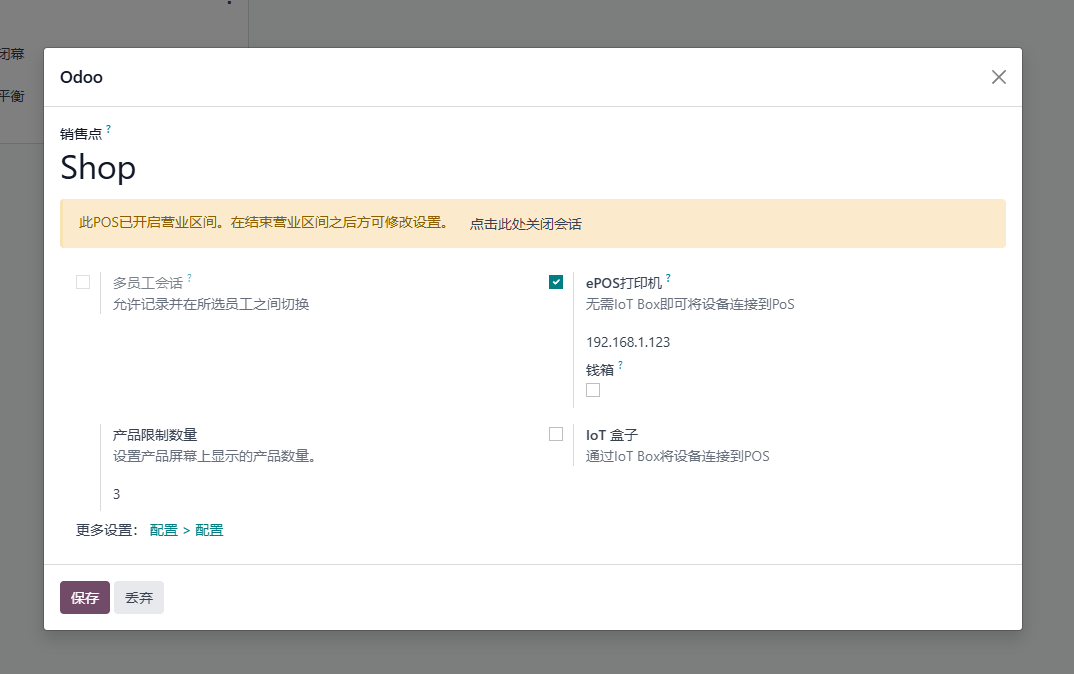 闭幕
平衡
Odoo
销售点 ?
Shop
此POS已开启营业区间。在结束营业区间之后方可修改设置。 点击此处关闭会话
多员工会话 ?
允许记录并在所选员工之间切换
ePOS打印机 ?
无需IoT Box即可将设备连接到PoS
192.168.1.123
钱箱 ?
产品限制数量
设置产品屏幕上显示的产品数量。
3
IoT 盒子
通过IoT Box将设备连接到POS
更多设置： 配置 > 配置
保存 丢弃